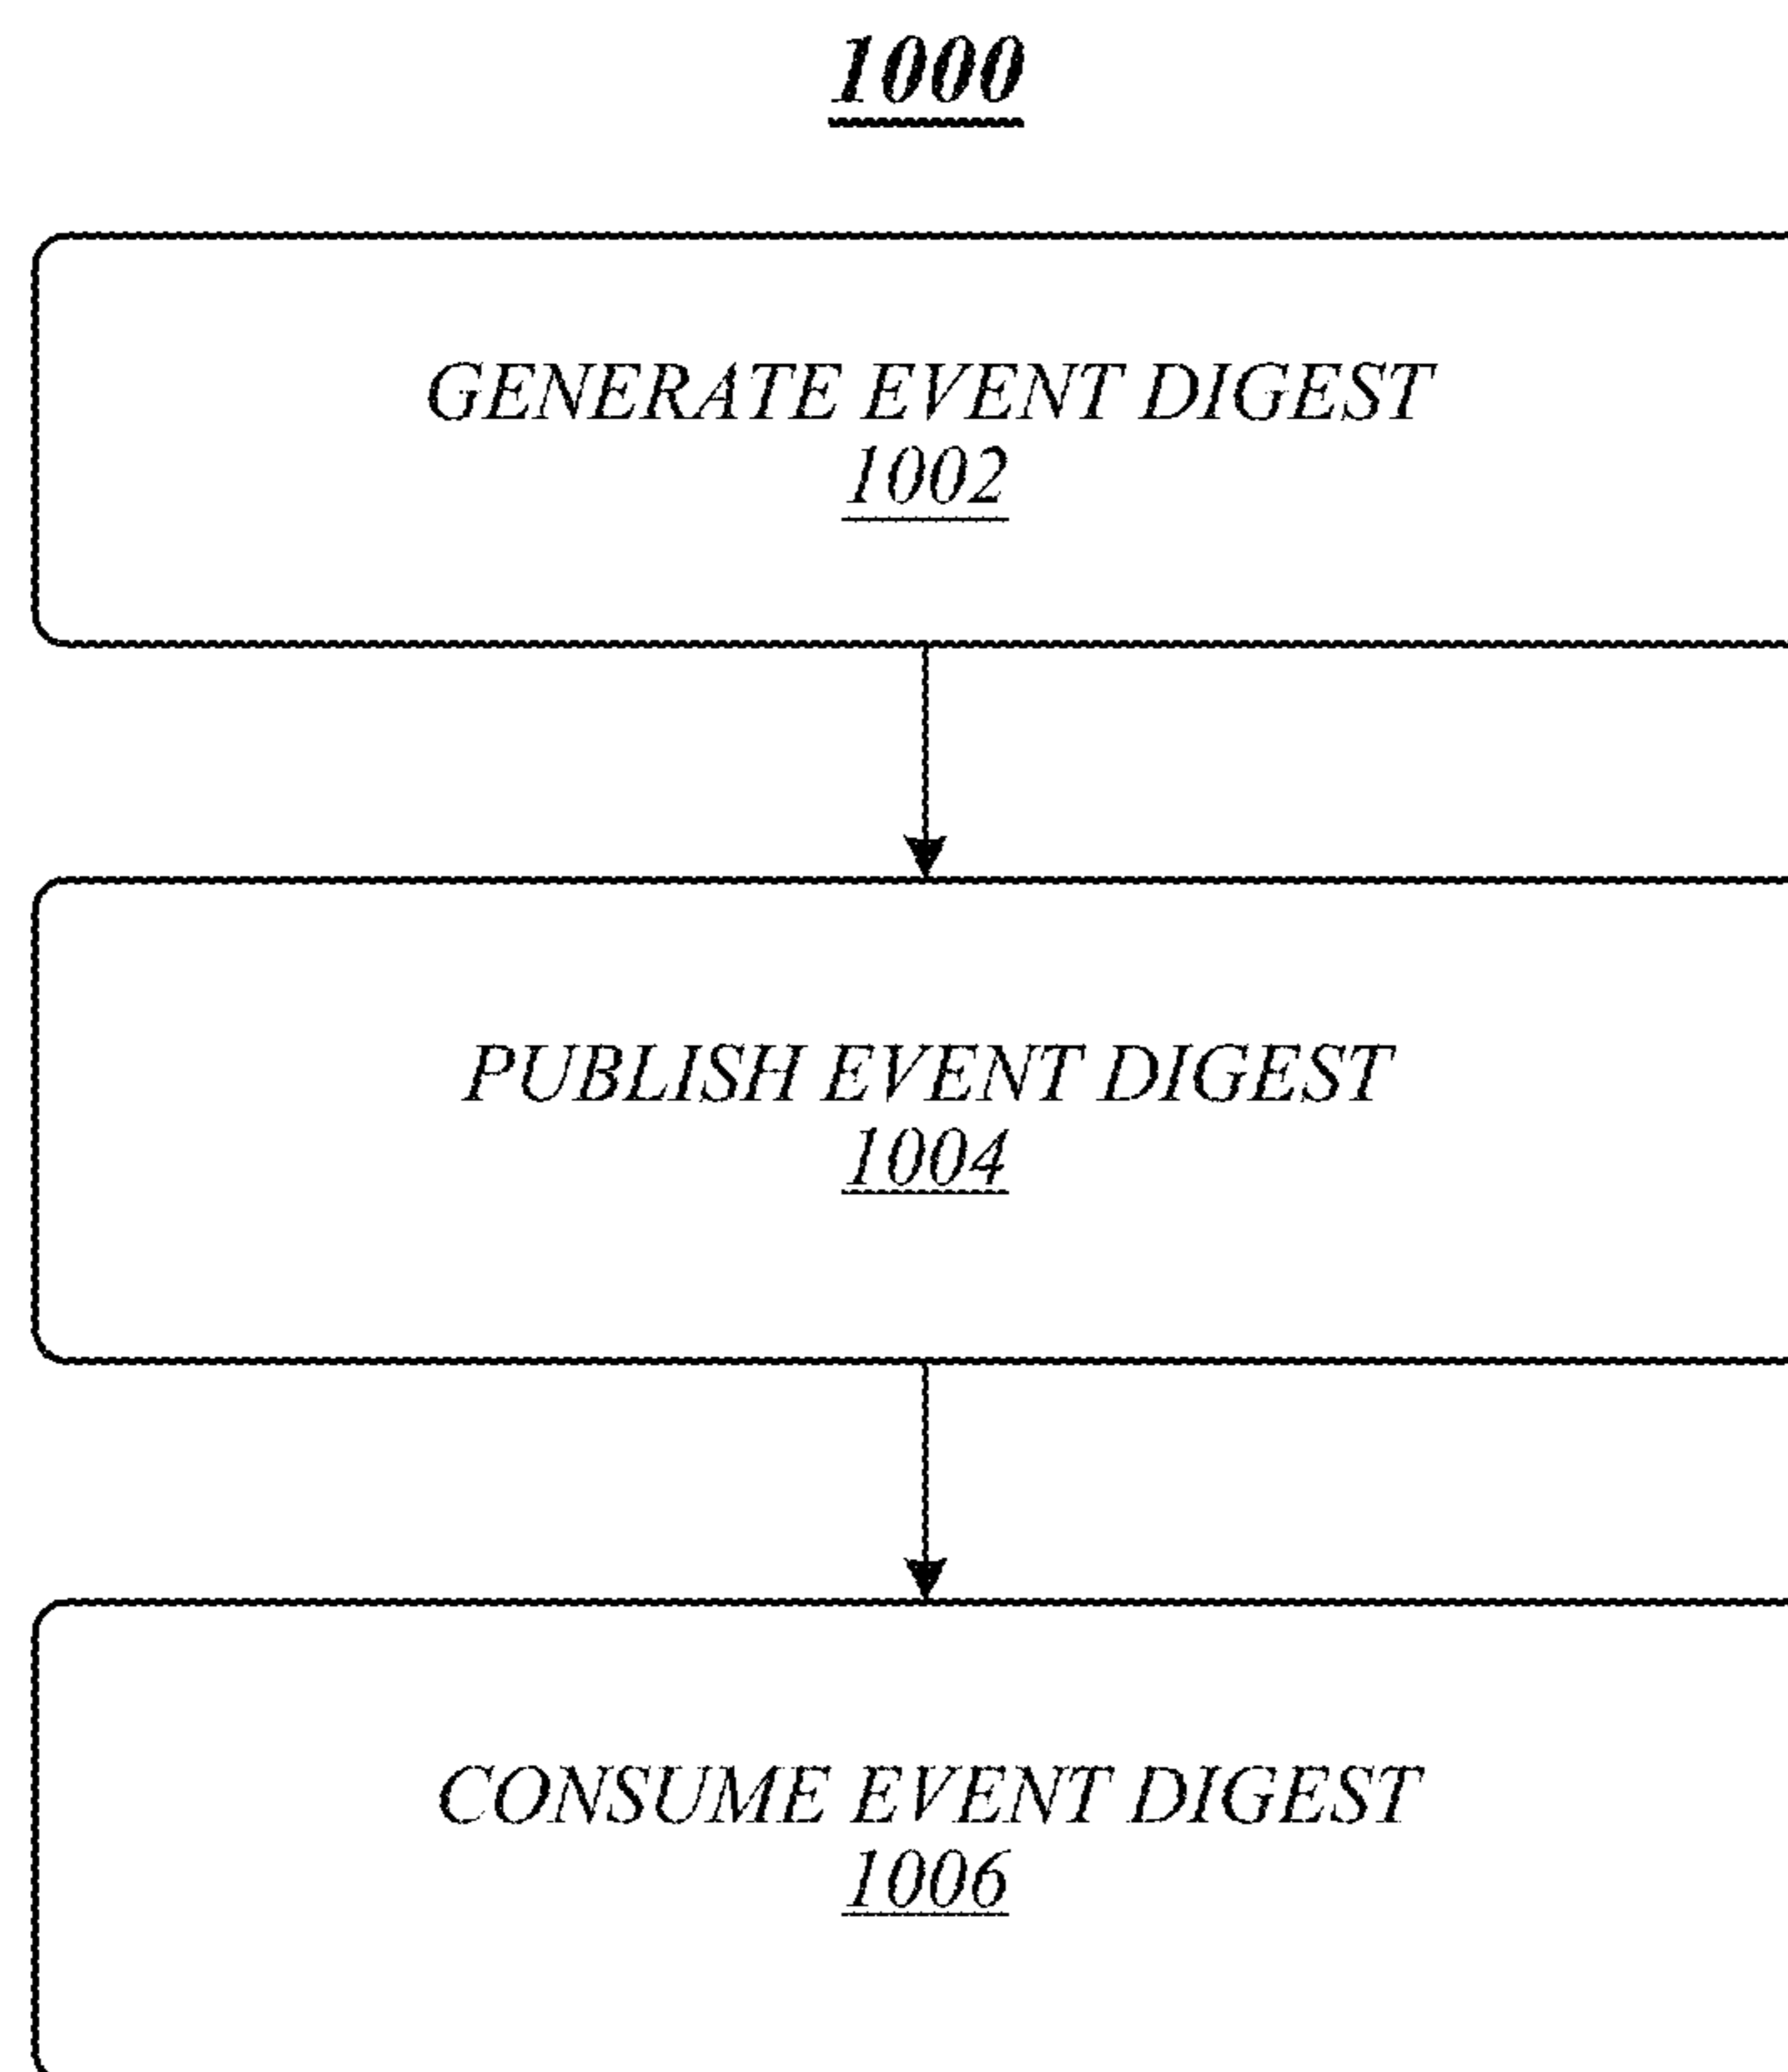 1000
GENERATE EVENT DIGEST
1002
PUBLISH EVENT DIGEST
1004
CONSUME EVENT DIGEST
1006